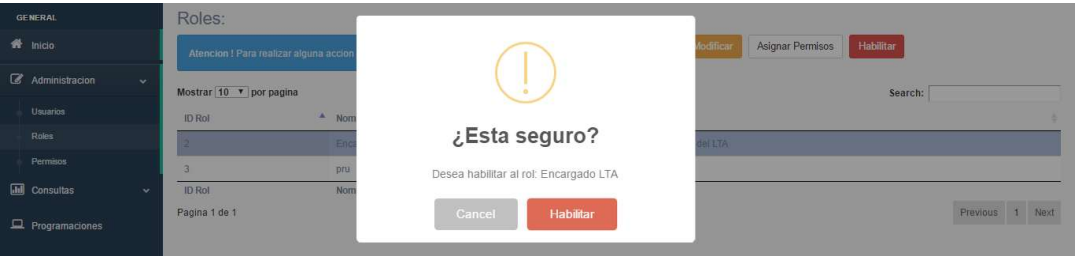 GENERAL
Inicio
Administracion
Usuarios
Roles
Permisos
Consultas
Programaciones
Roles:
Atencion ! Para realizar alguna accion
Modificar
Asignar Permisos
Habilitar
Mostrar 10 por pagina
Search:
ID Rol
Nom
2
Enca
del LTA
3
pru
ID Rol
Nom
Pagina 1 de 1
Previous 1 Next
¿Esta seguro?
Desea habilitar al rol: Encargado LTA
Cancel
Habilitar